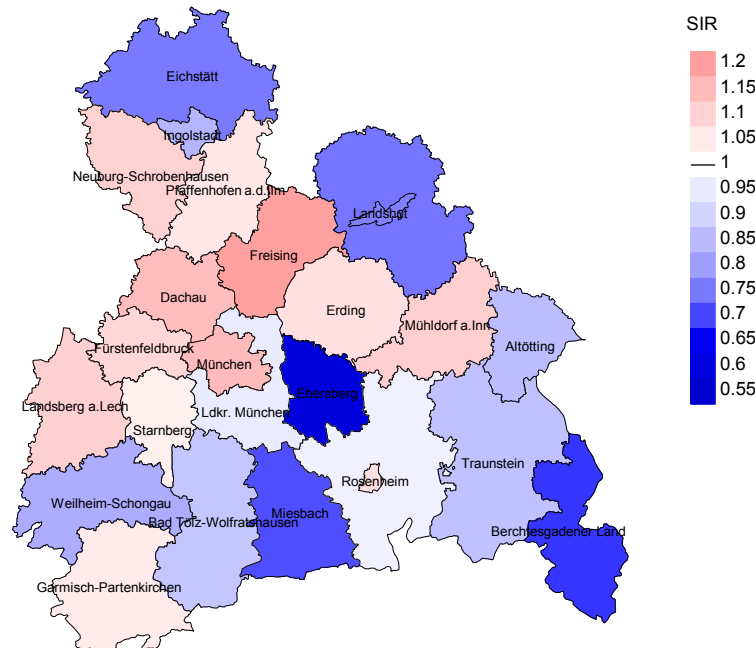 SIR
1.2
1.15
1.1
1.05
1
0.95
0.9
0.85
0.8
0.75
0.7
0.65
0.6
0.55
Eichstätt
Ingolstadt
Neuburg-Schrobenhausen
Pfaffenhofen a.d.Ilm
Landshut
Freising
Dachau
Erding
Mühldorf a.Inn
Altötting
Fürstenfeldbruck
München
Ebersberg
Landsberg a.Lech
Ldkr. München
Starnberg
Traunstein
Rosenheim
Weilheim-Schongau
Miesbach
Bad Tölz-Wolfratshausen
Berchtesgadener Land
Garmisch-Partenkirchen